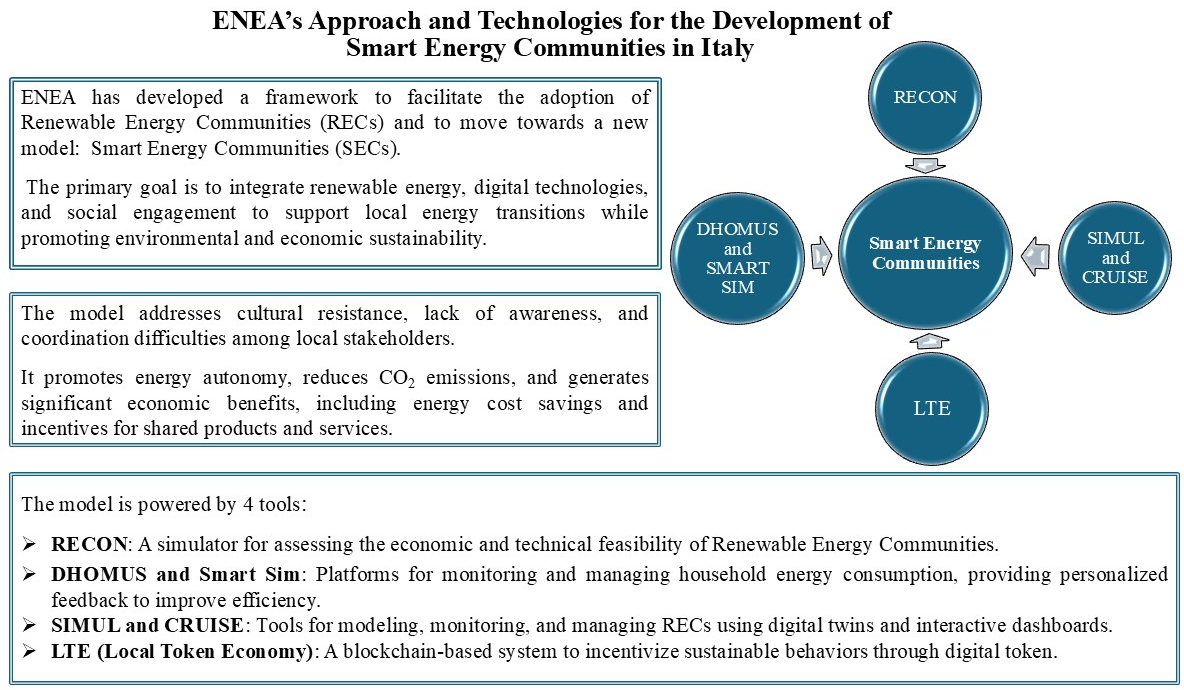 ENEA’s Approach and Technologies for the Development of
Smart Energy Communities in Italy
ENEA has developed a framework to facilitate the adoption of
Renewable Energy Communities (RECs) and to move towards a new
model: Smart Energy Communities (SECs).
The primary goal is to integrate renewable energy, digital technologies,
and social engagement to support local energy transitions while
promoting environmental and economic sustainability.
The model addresses cultural resistance, lack of awareness, and
coordination difficulties among local stakeholders.
It promotes energy autonomy, reduces CO₂ emissions, and generates
significant economic benefits, including energy cost savings and
incentives for shared products and services.
RECON
DHOMUS
and
SMART
SIM
Smart Energy
Communities
SIMUL
and
CRUISE
LTE
The model is powered by 4 tools:
➢ RECON: A simulator for assessing the economic and technical feasibility of Renewable Energy Communities.
➢ DHOMUS and Smart Sim: Platforms for monitoring and managing household energy consumption, providing personalized
feedback to improve efficiency.
➢ SIMUL and CRUISE: Tools for modeling, monitoring, and managing RECs using digital twins and interactive dashboards.
➢ LTE (Local Token Economy): A blockchain-based system to incentivize sustainable behaviors through digital token.